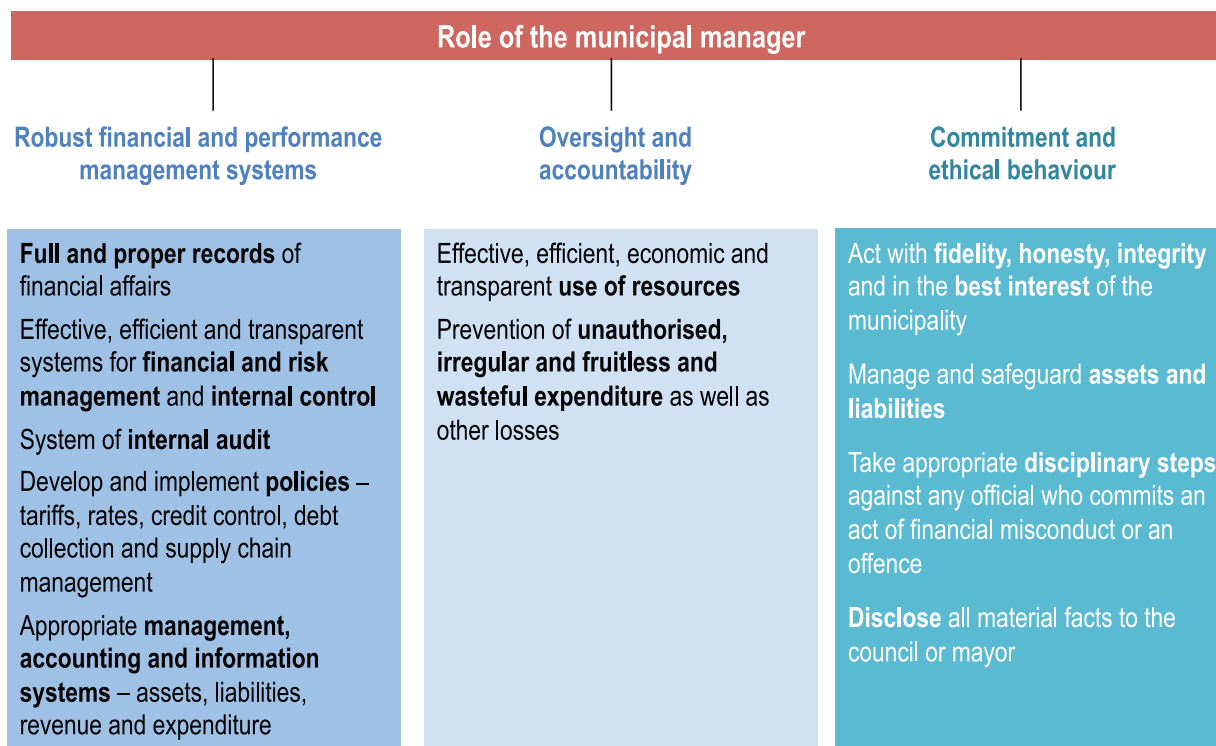 Role of the municipal manager
Robust financial and performance
management systems
Full and proper records of
financial affairs
Effective, efficient and transparent
systems for financial and risk
management and internal control
System of internal audit
Develop and implement policies –
tariffs, rates, credit control, debt
collection and supply chain
management
Appropriate management,
accounting and information
systems – assets, liabilities,
revenue and expenditure
Oversight and
accountability
Effective, efficient, economic and
transparent use of resources
Prevention of unauthorised,
irregular and fruitless and
wasteful expenditure as well as
other losses
Commitment and
ethical behaviour
Act with fidelity, honesty, integrity
and in the best interest of the
municipality
Manage and safeguard assets and
liabilities
Take appropriate disciplinary steps
against any official who commits an
act of financial misconduct or an
offence
Disclose all material facts to the
council or mayor